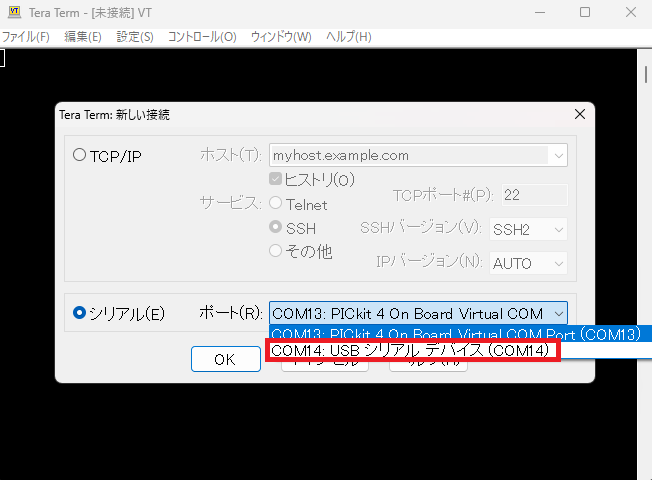 VT
Tera Term - [未接続] VT
ファイル(F) 編集(E) 設定(S) コントロール(O) ウィンドウ(W) ヘルプ(H)
Tera Term: 新しい接続
TCP/IP ホスト(T): myhost.example.com
ヒストリ(O)
サービス: Telnet TCPポート#(P): 22
SSH SSHバージョン(V): SSH2
その他 IPバージョン(N): AUTO
シリアル(E) ポート(R): COM13: PICkit 4 On Board Virtual COM
COM13: PICkit 4 On Board Virtual COM Port (COM13)
COM14: USB シリアル デバイス (COM14)
OK